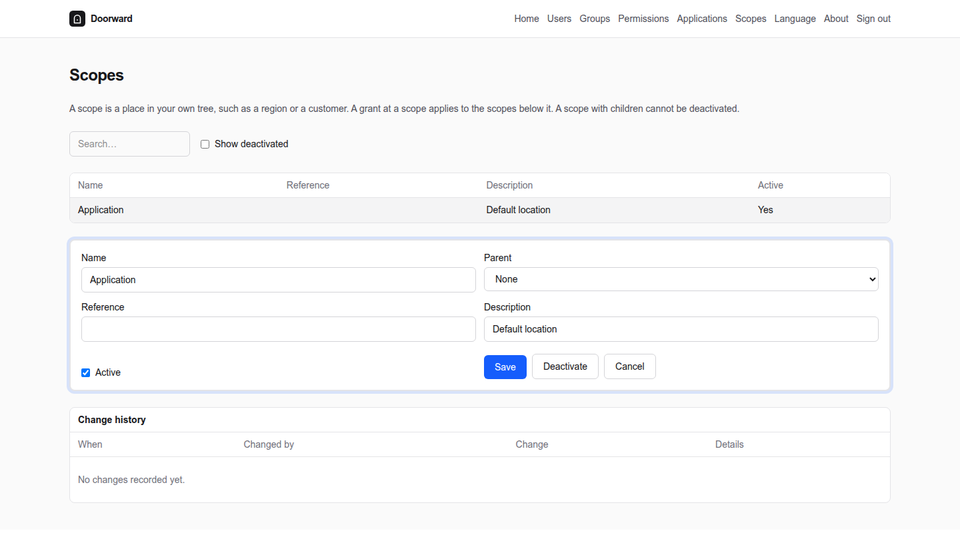 Doorward
Home Users Groups Permissions Applications Scopes Language About Sign out
Scopes
A scope is a place in your own tree, such as a region or a customer. A grant at a scope applies to the scopes below it. A scope with children cannot be deactivated.
Search… Show deactivated
Name Reference Description Active
Application Default location Yes
Name Parent
Application None
Reference Description
Default location
Active Save Deactivate Cancel
Change history
When Changed by Change Details
No changes recorded yet.